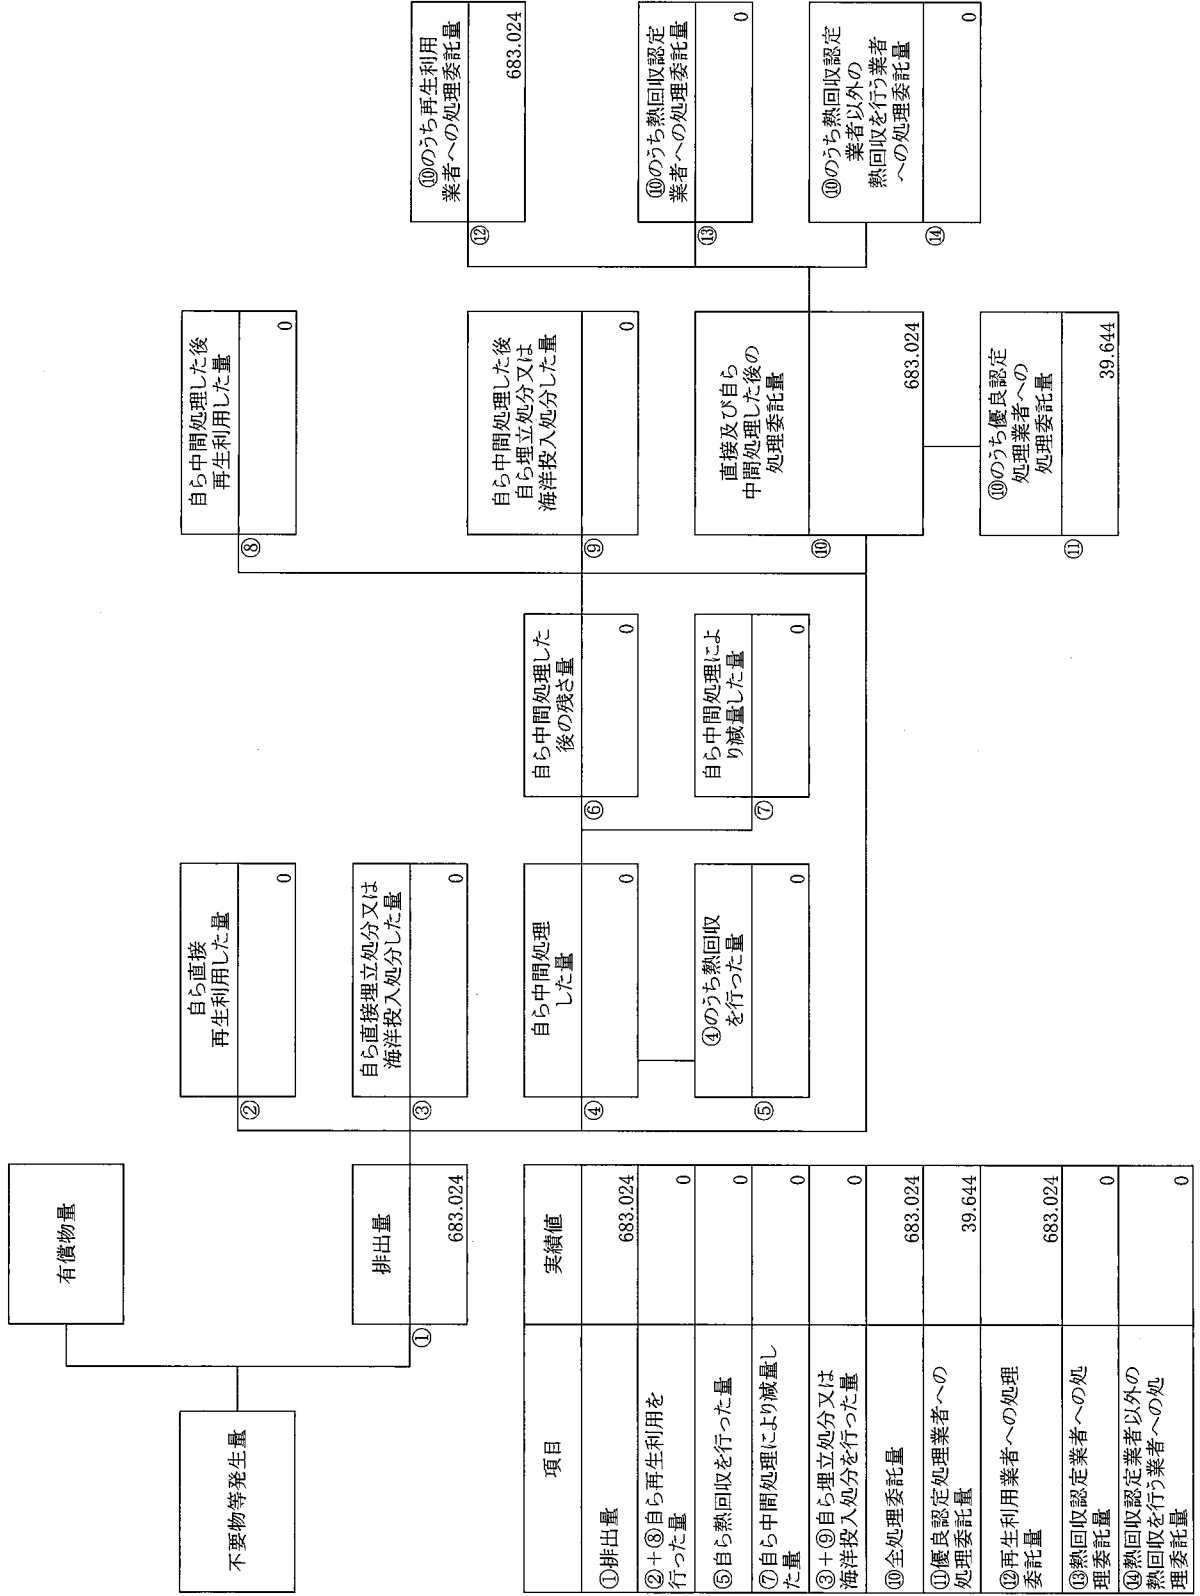 不要物等発生量
有償物量
①
排出量
683.024
②
自ら直接
再生利用した量
0
③
自ら直接埋立処分又は
海洋投入処分した量
0
④
自ら中間処理
した量
0
⑤
④のうち熱回収
を行った量
0
⑥
自ら中間処理した
後の残さ量
0
⑦
自ら中間処理によ
り減量した量
0
⑧
自ら中間処理した後
再生利用した量
0
⑨
自ら中間処理した後
自ら埋立処分又は
海洋投入処分した量
0
⑩
直接及び自ら
中間処理した後の
処理委託量
683.024
⑪
⑩のうち優良認定
処理業者への
処理委託量
39.644
⑫
⑩のうち再生利用
業者への処理委託量
683.024
⑬
⑩のうち熱回収認定
業者への処理委託量
0
⑭
⑩のうち熱回収認定
業者以外の
熱回収を行う業者
への処理委託量
0
項目 実績値
①排出量 683.024
②+⑧自ら再生利用を
行った量 0
⑤自ら熱回収を行った量 0
⑦自ら中間処理により減量し
た量 0
③+⑨自ら埋立処分又は
海洋投入処分を行った量 0
⑩全処理委託量 683.024
⑪優良認定処理業者への
処理委託量 39.644
⑫再生利用業者への処理
委託量 683.024
⑬熱回収認定業者への処
理委託量 0
⑭熱回収認定業者以外の
熱回収を行う業者への処
理委託量 0